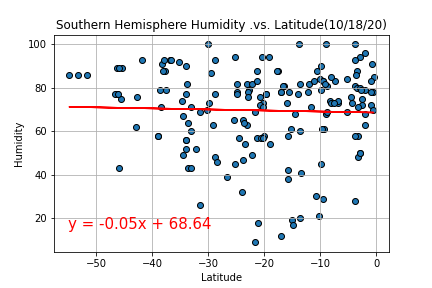 Southern Hemisphere Humidity .vs. Latitude(10/18/20)
100
80
60
40
20
Humidity
y = -0.05x + 68.64
−50 −40 −30 −20 −10 0
Latitude